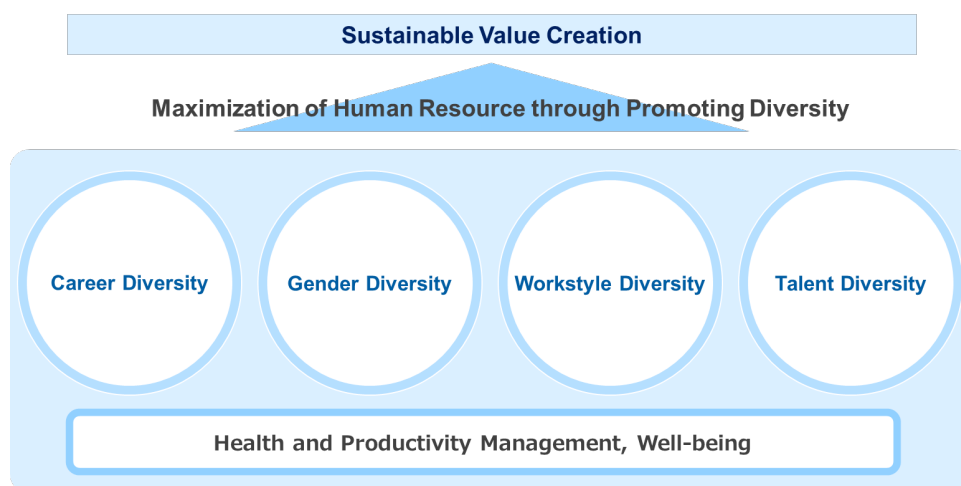 Sustainable Value Creation
Maximization of Human Resource through Promoting Diversity
Career Diversity
Gender Diversity
Workstyle Diversity
Talent Diversity
Health and Productivity Management, Well-being